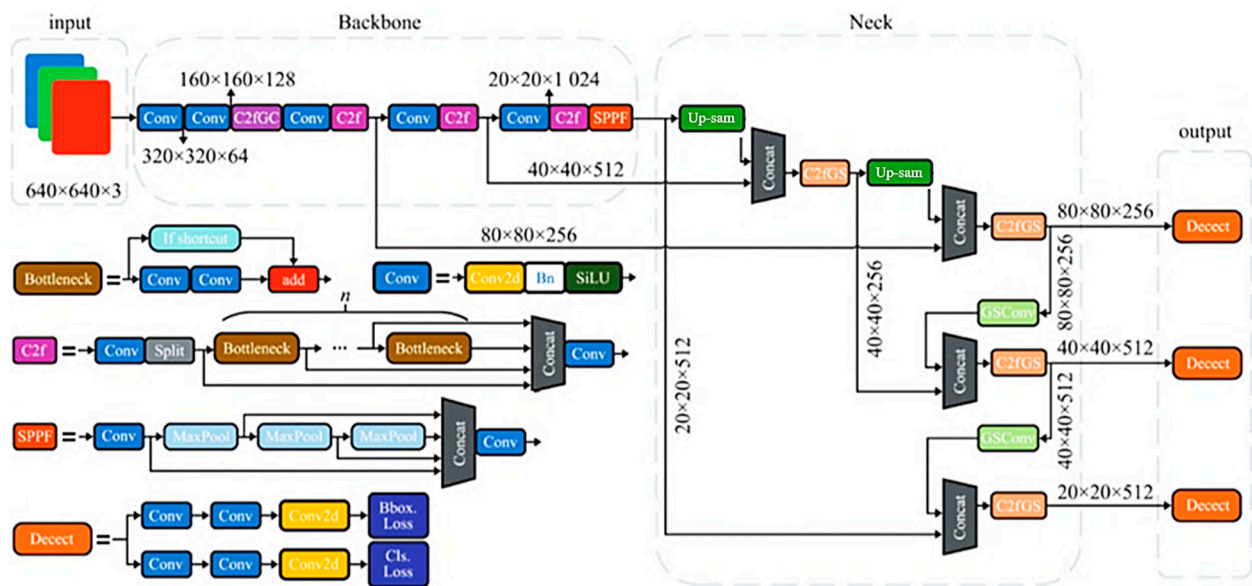 input
Backbone
Neck
output
160×160×128
20×20×1 024
Conv Conv C2fGC Conv C2f Conv C2f Conv C2f SPPF
Up-sam
320×320×64
640×640×3
40×40×512
Concat
C2fGS
Up-sam
80×80×256
Concat
C2fGS
80×80×256
Decect
If shortcut
Bottleneck = Conv Conv add
Conv = Conv2d Bn SiLU
n
C2f = Conv Split Bottleneck ... Bottleneck Concat Conv
SPPF = Conv MaxPool MaxPool MaxPool Concat Conv
Decect =
Conv Conv Conv2d Bbox. Loss
Conv Conv Conv2d Cls. Loss
20×20×512
40×40×256
80×80×256
GSConv
Concat
C2fGS
40×40×512
Decect
40×40×512
GSConv
Concat
C2fGS
20×20×512
Decect